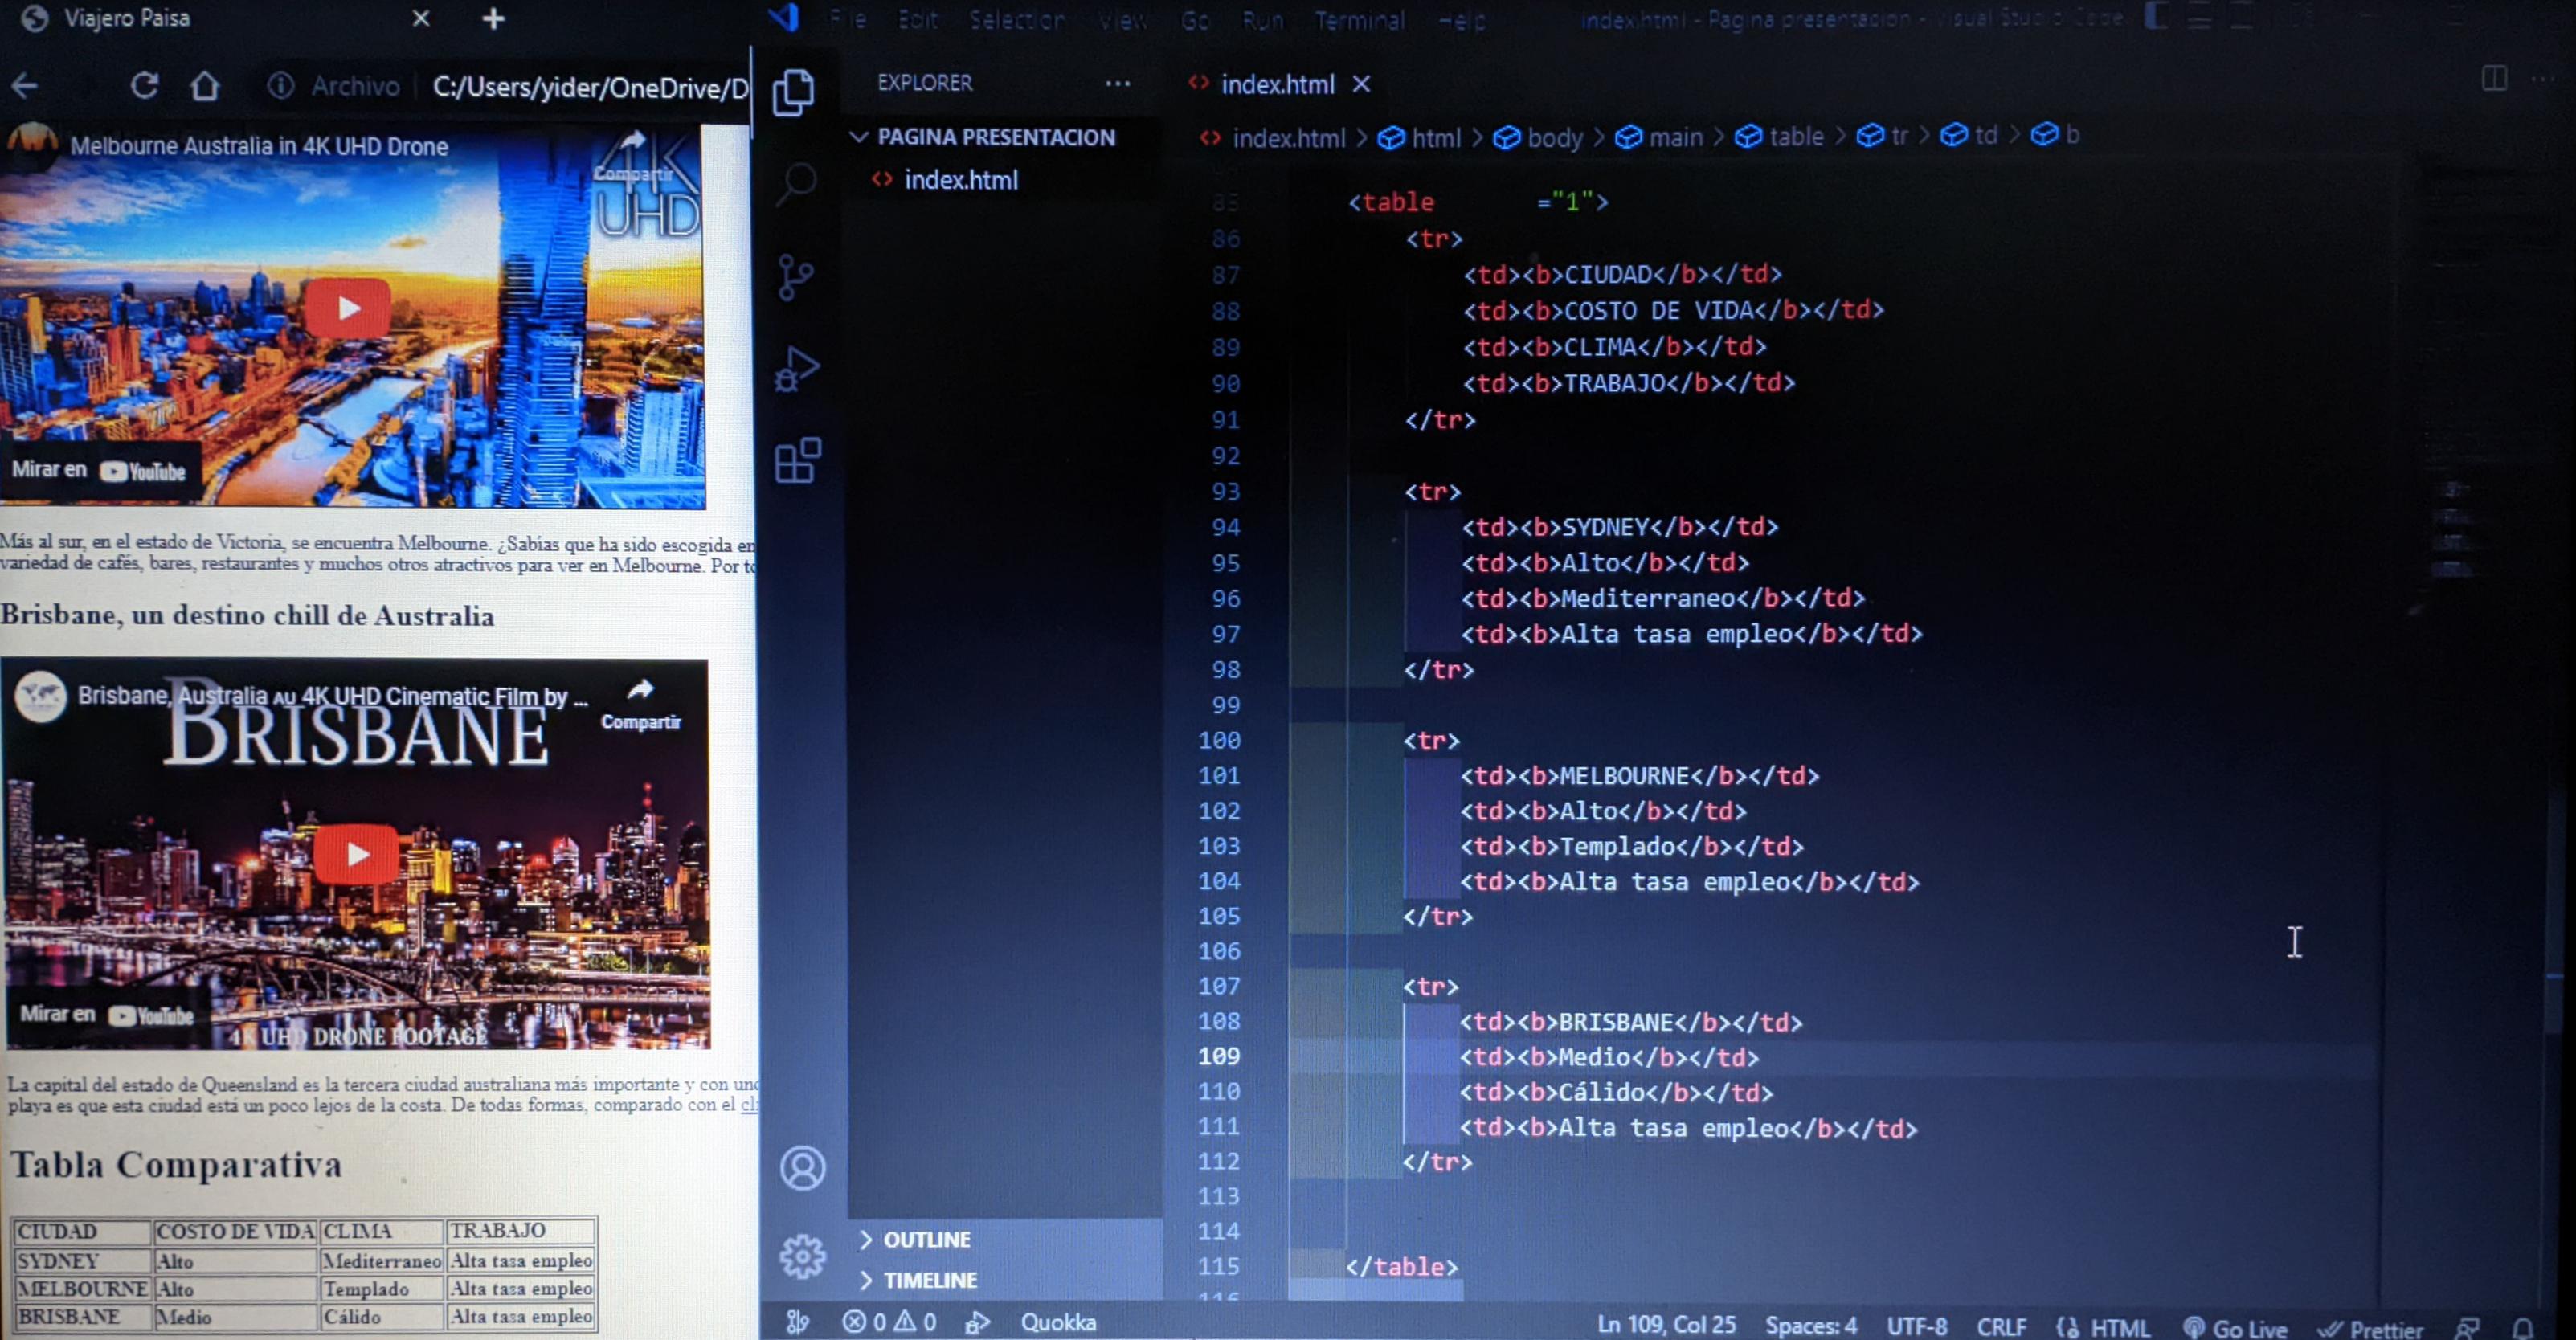 Viajero Paisa
Archivo
C:/Users/yider/OneDrive/D
Melbourne Australia in 4K UHD Drone
Compartir
4K
UHD
Mirar en YouTube
Más al sur, en el estado de Victoria, se encuentra Melbourne. ¿Sabías que ha sido escogida en
variedad de cafés, bares, restaurantes y muchos otros atractivos para ver en Melbourne. Por to
Brisbane, un destino chill de Australia
Brisbane, Australia AU 4K UHD Cinematic Film by ...
Compartir
BRISBANE
Mirar en YouTube
4K UHD DRONE FOOTAGE
La capital del estado de Queensland es la tercera ciudad australiana más importante y con una
playa es que esta ciudad está un poco lejos de la costa. De todas formas, comparado con el cl
Tabla Comparativa
CIUDAD COSTO DE VIDA CLIMA TRABAJO
SYDNEY Alto Mediterraneo Alta tasa empleo
MELBOURNE Alto Templado Alta tasa empleo
BRISBANE Medio Cálido Alta tasa empleo
File Edit Selection View Go Run Terminal Help index.html - Pagina presentacion - Visual Studio Code
EXPLORER ...
PAGINA PRESENTACION
index.html
OUTLINE
TIMELINE
index.html
index.html > html > body > main > table > tr > td > b
85 <table ="1">
86 <tr>
87 <td><b>CIUDAD</b></td>
88 <td><b>COSTO DE VIDA</b></td>
89 <td><b>CLIMA</b></td>
90 <td><b>TRABAJO</b></td>
91 </tr>
92
93 <tr>
94 <td><b>SYDNEY</b></td>
95 <td><b>Alto</b></td>
96 <td><b>Mediterraneo</b></td>
97 <td><b>Alta tasa empleo</b></td>
98 </tr>
99
100 <tr>
101 <td><b>MELBOURNE</b></td>
102 <td><b>Alto</b></td>
103 <td><b>Templado</b></td>
104 <td><b>Alta tasa empleo</b></td>
105 </tr>
106
107 <tr>
108 <td><b>BRISBANE</b></td>
109 <td><b>Medio</b></td>
110 <td><b>Cálido</b></td>
111 <td><b>Alta tasa empleo</b></td>
112 </tr>
113
114
115 </table>
116
0 0 Quokka Ln 109, Col 25 Spaces: 4 UTF-8 CRLF HTML Go Live Prettier